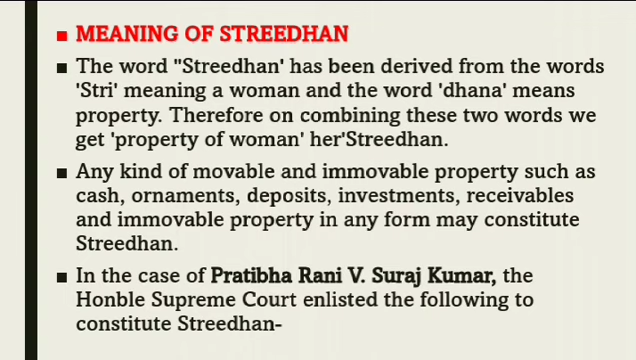 ■ MEANING OF STREEDHAN
■ The word "Streedhan' has been derived from the words
'Stri' meaning a woman and the word 'dhana' means
property. Therefore on combining these two words we
get 'property of woman' her'Streedhan.
■ Any kind of movable and immovable property such as
cash, ornaments, deposits, investments, receivables
and immovable property in any form may constitute
Streedhan.
■ In the case of Pratibha Rani V. Suraj Kumar, the
Honble Supreme Court enlisted the following to
constitute Streedhan-